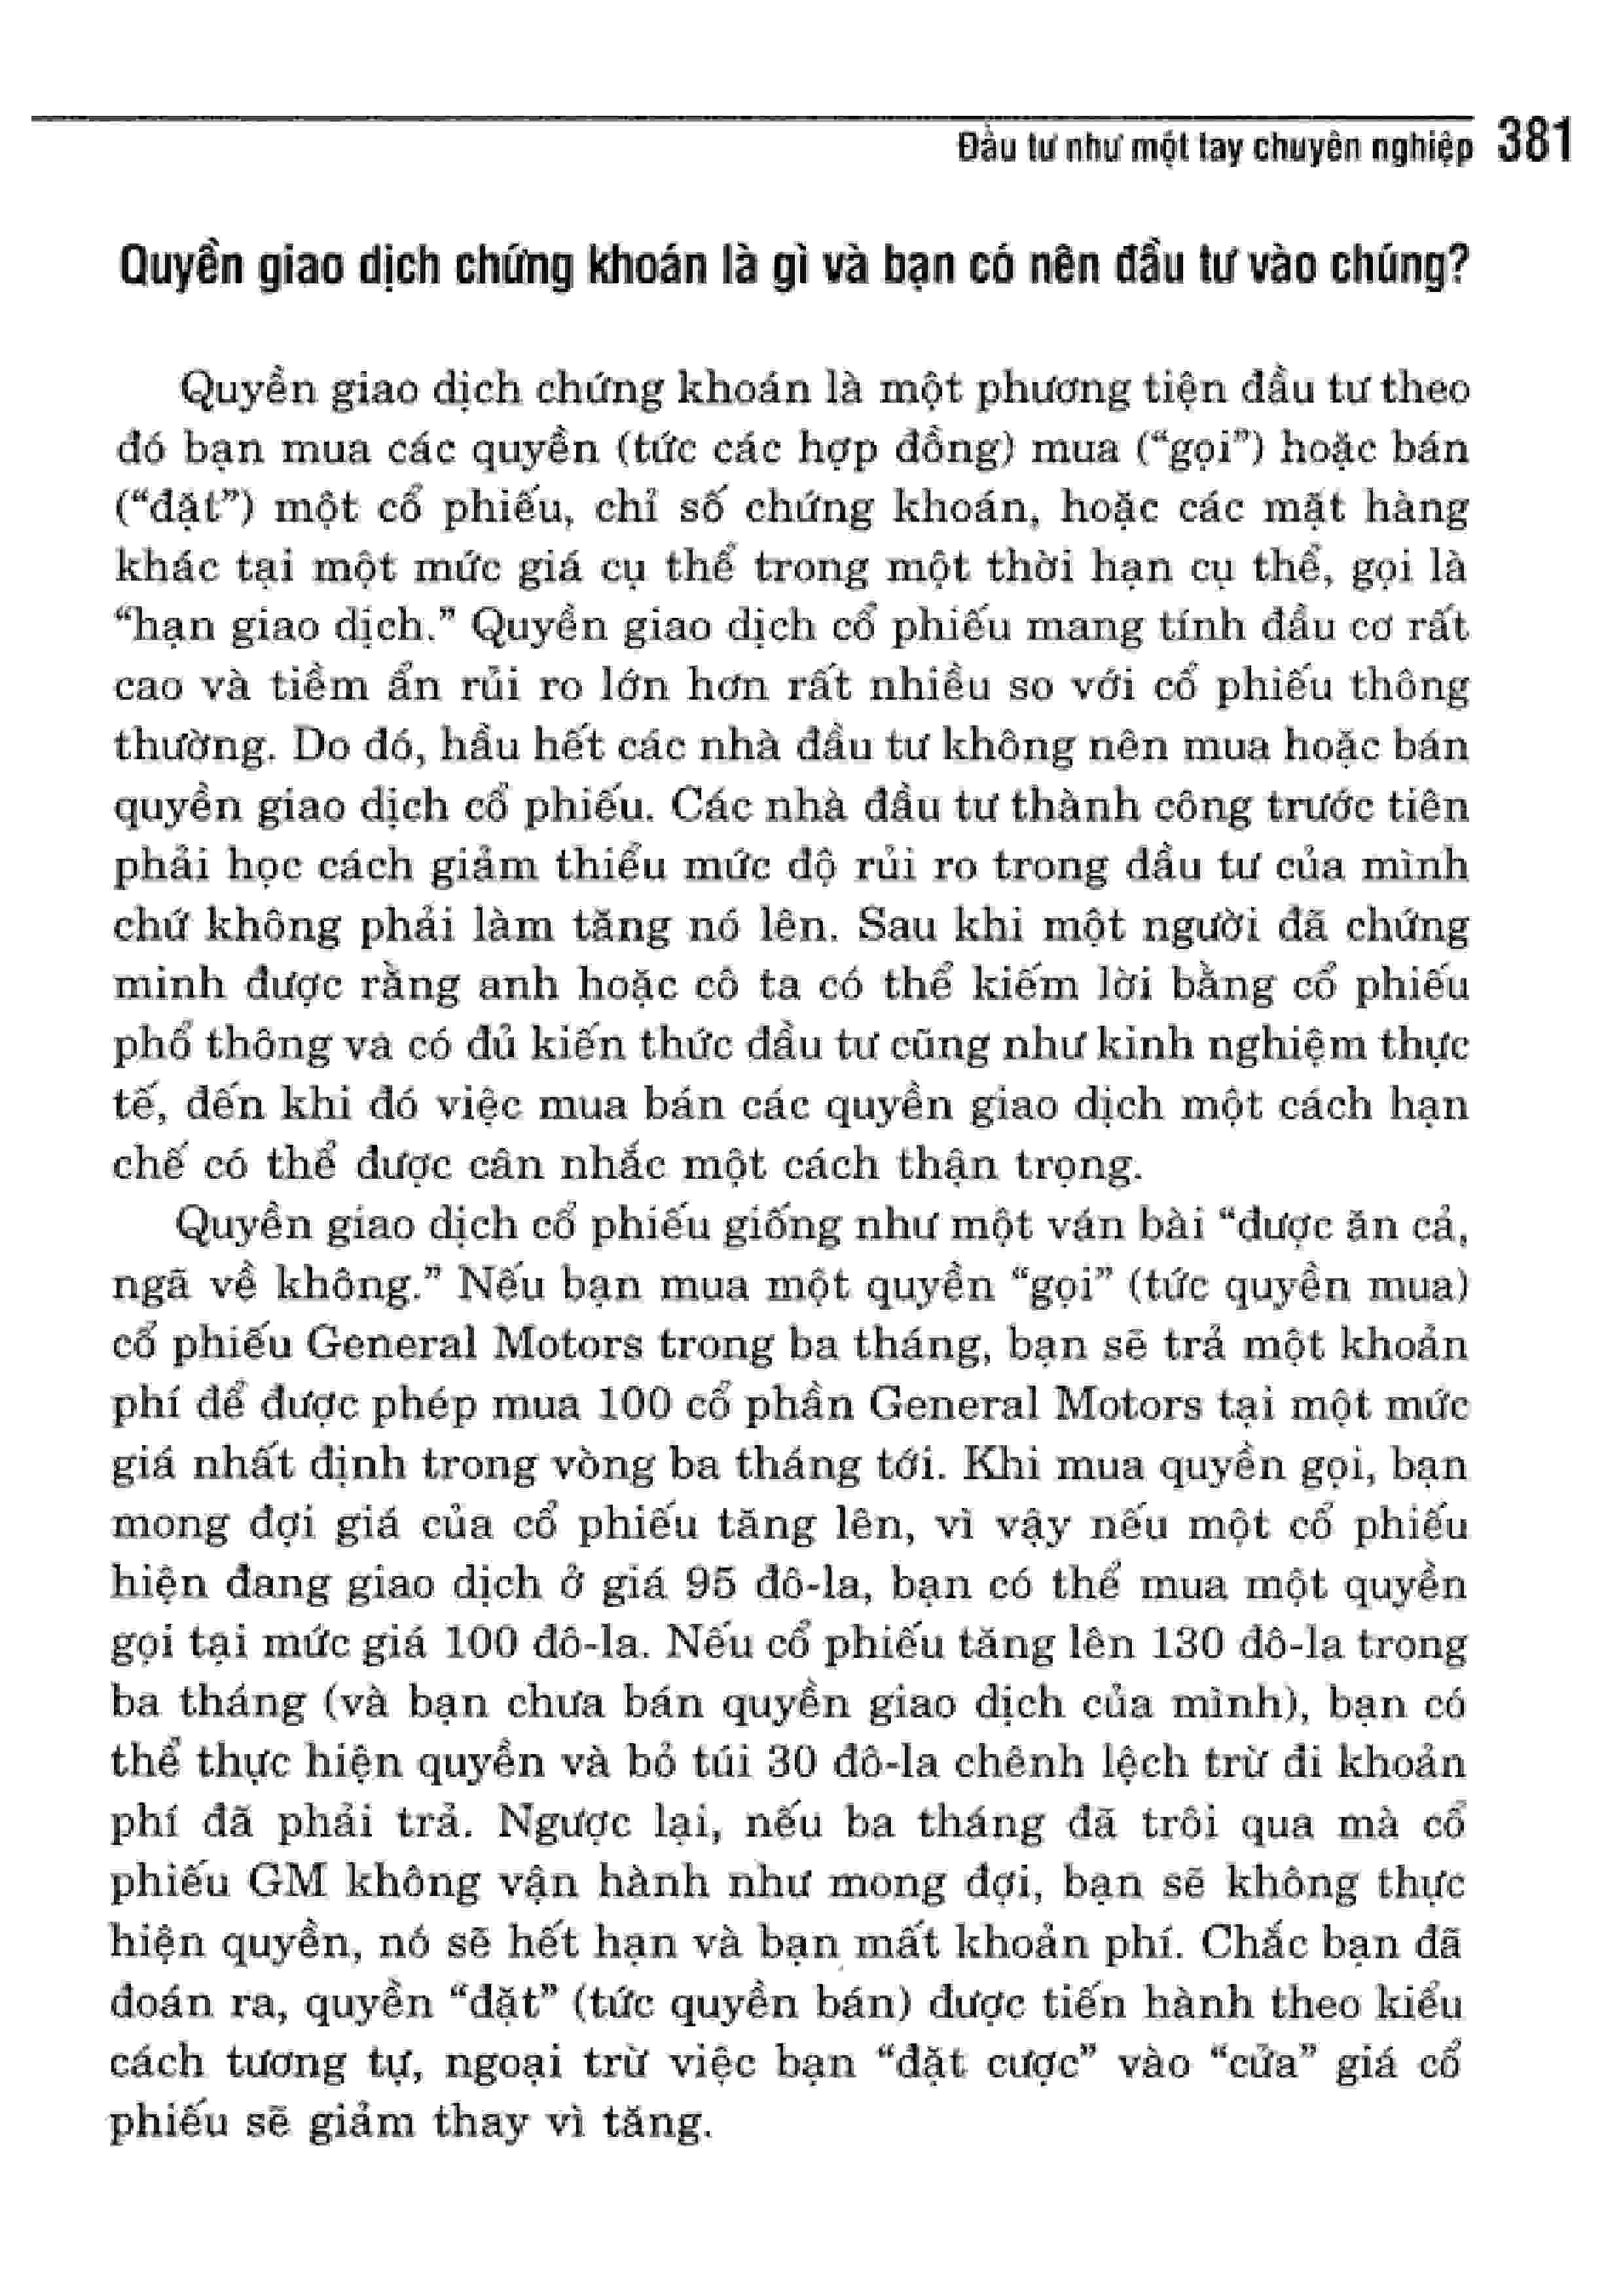 Đầu tư như một tay chuyên nghiệp 381
Quyền giao dịch chứng khoán là gì và bạn có nên đầu tư vào chúng?
Quyền giao dịch chứng khoán là một phương tiện đầu tư theo
đó bạn mua các quyền (tức các hợp đồng) mua (“gọi”) hoặc bán
(“đặt”) một cổ phiếu, chỉ số chứng khoán, hoặc các mặt hàng
khác tại một mức giá cụ thể trong một thời hạn cụ thể, gọi là
“hạn giao dịch.” Quyền giao dịch cổ phiếu mang tính đầu cơ rất
cao và tiềm ẩn rủi ro lớn hơn rất nhiều so với cổ phiếu thông
thường. Do đó, hầu hết các nhà đầu tư không nên mua hoặc bán
quyền giao dịch cổ phiếu. Các nhà đầu tư thành công trước tiên
phải học cách giảm thiểu mức độ rủi ro trong đầu tư của mình
chứ không phải làm tăng nó lên. Sau khi một người đã chứng
minh được rằng anh hoặc cô ta có thể kiếm lời bằng cổ phiếu
phổ thông và có đủ kiến thức đầu tư cũng như kinh nghiệm thực
tế, đến khi đó việc mua bán các quyền giao dịch một cách hạn
chế có thể được cân nhắc một cách thận trọng.
Quyền giao dịch cổ phiếu giống như một ván bài “được ăn cả,
ngã về không.” Nếu bạn mua một quyền “gọi” (tức quyền mua)
cổ phiếu General Motors trong ba tháng, bạn sẽ trả một khoản
phí để được phép mua 100 cổ phần General Motors tại một mức
giá nhất định trong vòng ba tháng tới. Khi mua quyền gọi, bạn
mong đợi giá của cổ phiếu tăng lên, vì vậy nếu một cổ phiếu
hiện đang giao dịch ở giá 95 đô-la, bạn có thể mua một quyền
gọi tại mức giá 100 đô-la. Nếu cổ phiếu tăng lên 130 đô-la trong
ba tháng (và bạn chưa bán quyền giao dịch của mình), bạn có
thể thực hiện quyền và bỏ túi 30 đô-la chênh lệch trừ đi khoản
phí đã phải trả. Ngược lại, nếu ba tháng đã trôi qua mà cổ
phiếu GM không vận hành như mong đợi, bạn sẽ không thực
hiện quyền, nó sẽ hết hạn và bạn mất khoản phí. Chắc bạn đã
đoán ra, quyền “đặt” (tức quyền bán) được tiến hành theo kiểu
cách tương tự, ngoại trừ việc bạn “đặt cược” vào “cửa” giá cổ
phiếu sẽ giảm thay vì tăng.